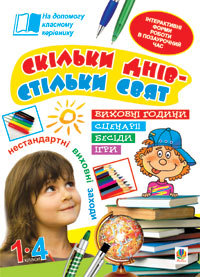 На допомогу
класному
керівнику
ІНТЕРАКТИВНІ
ФОРМИ
РОБОТИ
В ПОЗАУРОЧНИЙ
ЧАС
СКІЛЬКИ ДНІВ-
СТІЛЬКИ СВЯТ
ВИХОВНІ ГОДИНИ
СЦЕНАРІЇ
БЕСІДИ
ІГРИ
нестандартні виховні заходи
1-4
КЛАСИ